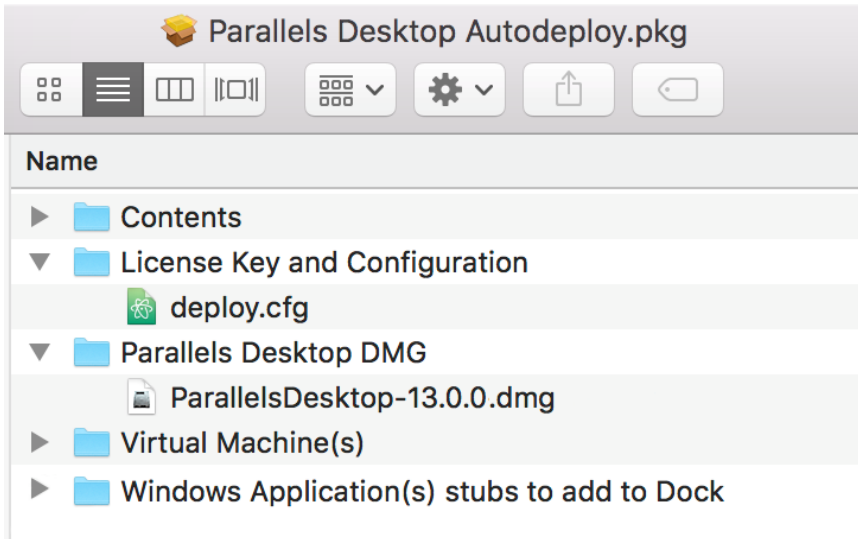 Parallels Desktop Autodeploy.pkg
Name
Contents
License Key and Configuration
deploy.cfg
Parallels Desktop DMG
ParallelsDesktop-13.0.0.dmg
Virtual Machine(s)
Windows Application(s) stubs to add to Dock